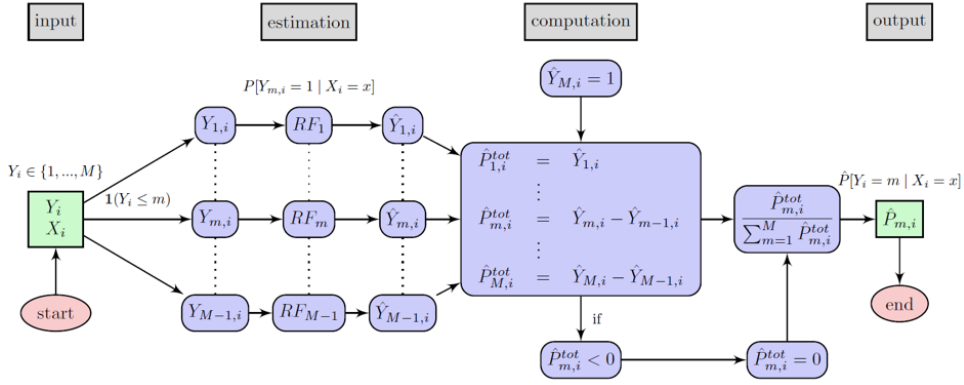 input
estimation
computation
output
Ŷ_{M,i} = 1
P[Y_{m,i} = 1 | X_i = x]
Y_{1,i}
RF_1
Ŷ_{1,i}
Y_i ∈ {1, ..., M}
1(Y_i ≤ m)
Y_i
X_i
Y_{m,i}
RF_m
Ŷ_{m,i}
Y_{M-1,i}
RF_{M-1}
Ŷ_{M-1,i}
start
P̂^{tot}_{1,i} = Ŷ_{1,i}
⋮ ⋮
P̂^{tot}_{m,i} = Ŷ_{m,i} − Ŷ_{m−1,i}
⋮ ⋮
P̂^{tot}_{M,i} = Ŷ_{M,i} − Ŷ_{M−1,i}
if
P̂^{tot}_{m,i} < 0
P̂^{tot}_{m,i} = 0
P̂^{tot}_{m,i}
∑^M_{m=1} P̂^{tot}_{m,i}
P̂[Y_i = m | X_i = x]
P̂_{m,i}
end